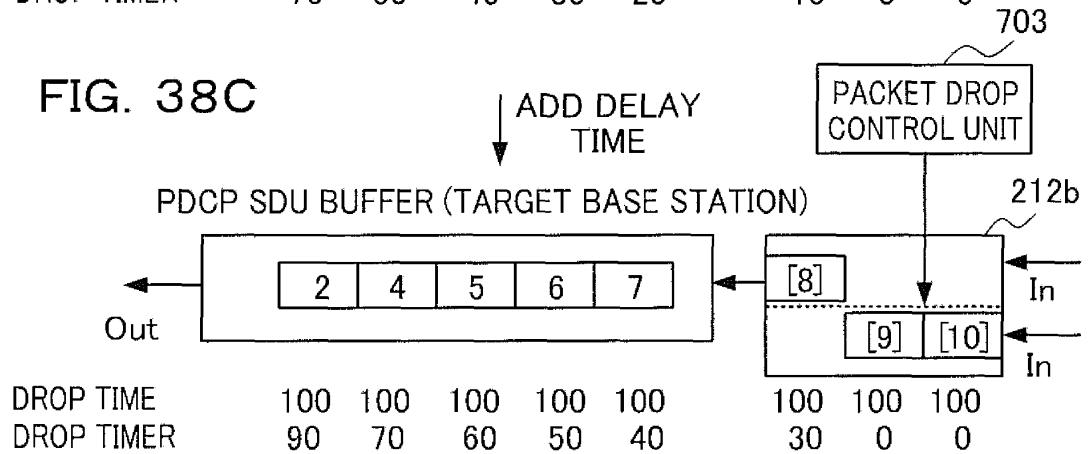 703
FIG. 38C
ADD DELAY
TIME
PACKET DROP
CONTROL UNIT
PDCP SDU BUFFER (TARGET BASE STATION)
212b
2 4 5 6 7
[8]
In
Out
[9] [10]
In
DROP TIME 100 100 100 100 100 100 100 100
DROP TIMER 90 70 60 50 40 30 0 0